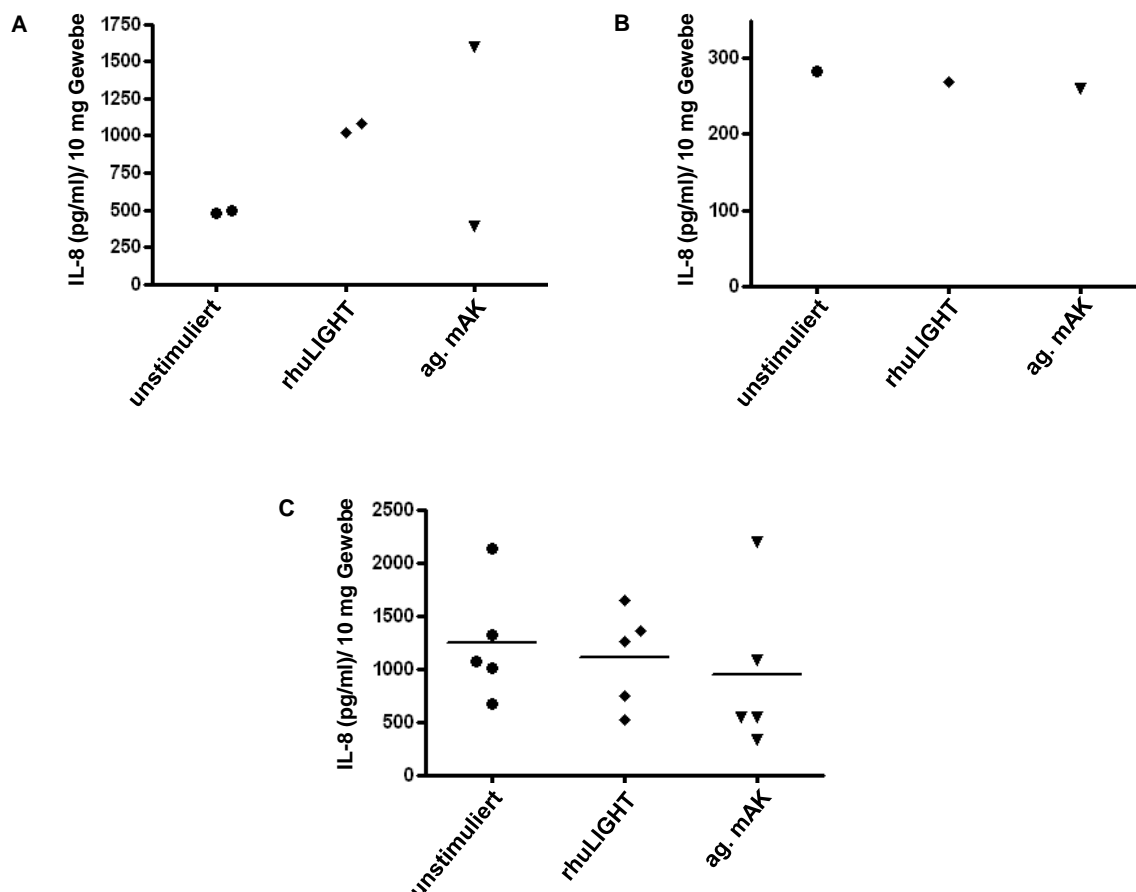 A
IL-8 (pg/ml)/ 10 mg Gewebe
1750
1500
1250
1000
750
500
250
0
unstimuliert
rhuLIGHT
ag. mAK
B
IL-8 (pg/ml)/ 10 mg Gewebe
300
200
100
0
unstimuliert
rhuLIGHT
ag. mAK
C
IL-8 (pg/ml)/ 10 mg Gewebe
2500
2000
1500
1000
500
0
unstimuliert
rhuLIGHT
ag. mAK